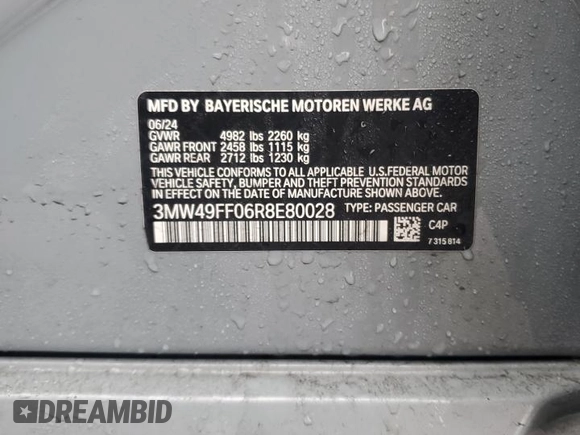 MFD BY BAYERISCHE MOTOREN WERKE AG
06/24
GVWR 4982 lbs 2260 kg
GAWR FRONT 2458 lbs 1115 kg
GAWR REAR 2712 lbs 1230 kg
THIS VEHICLE CONFORMS TO ALL APPLICABLE U.S.FEDERAL MOTOR
VEHICLE SAFETY, BUMPER, AND THEFT PREVENTION STANDARDS
IN EFFECT ON THE DATE OF MANUFACTURE SHOWN ABOVE.
3MW49FF06R8E80028 TYPE: PASSENGER CAR
C4P
7 315 814
DREAMBID